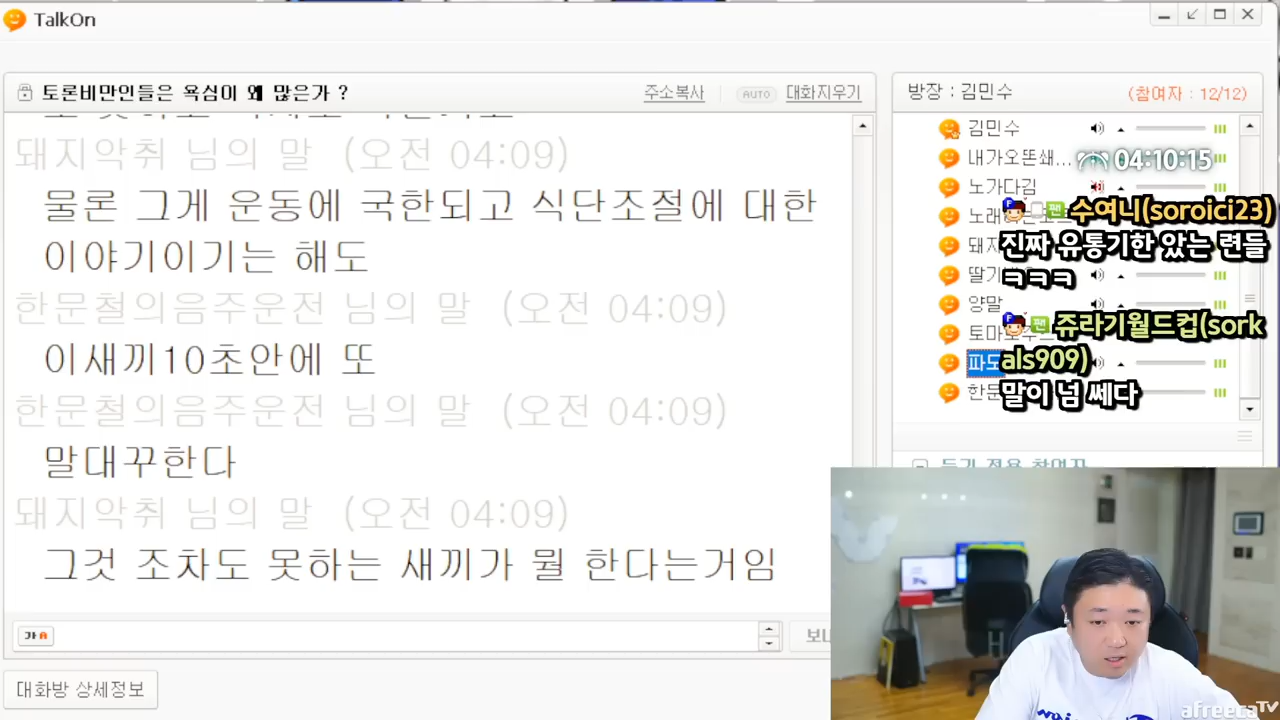 TalkOn
토론비만인들은 욕심이 왜 많은가 ?
주소복사
AUTO
대화지우기
돼지악취 님의 말 (오전 04:09)
물론 그게 운동에 국한되고 식단조절에 대한
이야기이기는 해도
한문철의음주운전 님의 말 (오전 04:09)
이새끼10초안에 또
한문철의음주운전 님의 말 (오전 04:09)
말대꾸한다
돼지악취 님의 말 (오전 04:09)
그것 조차도 못하는 새끼가 뭘 한다는거임
가
대화방 상세정보
방장 : 김민수
(참여자 : 12/12)
김민수
내가오똔쇄...
04:10:15
노가다김
수여니(soroici23)
진짜 유통기한 았는 련들
ㅋㅋㅋ
양말
쥬라기월드컵(sork
als909)
말이 넘 쎄다
afreecaTV